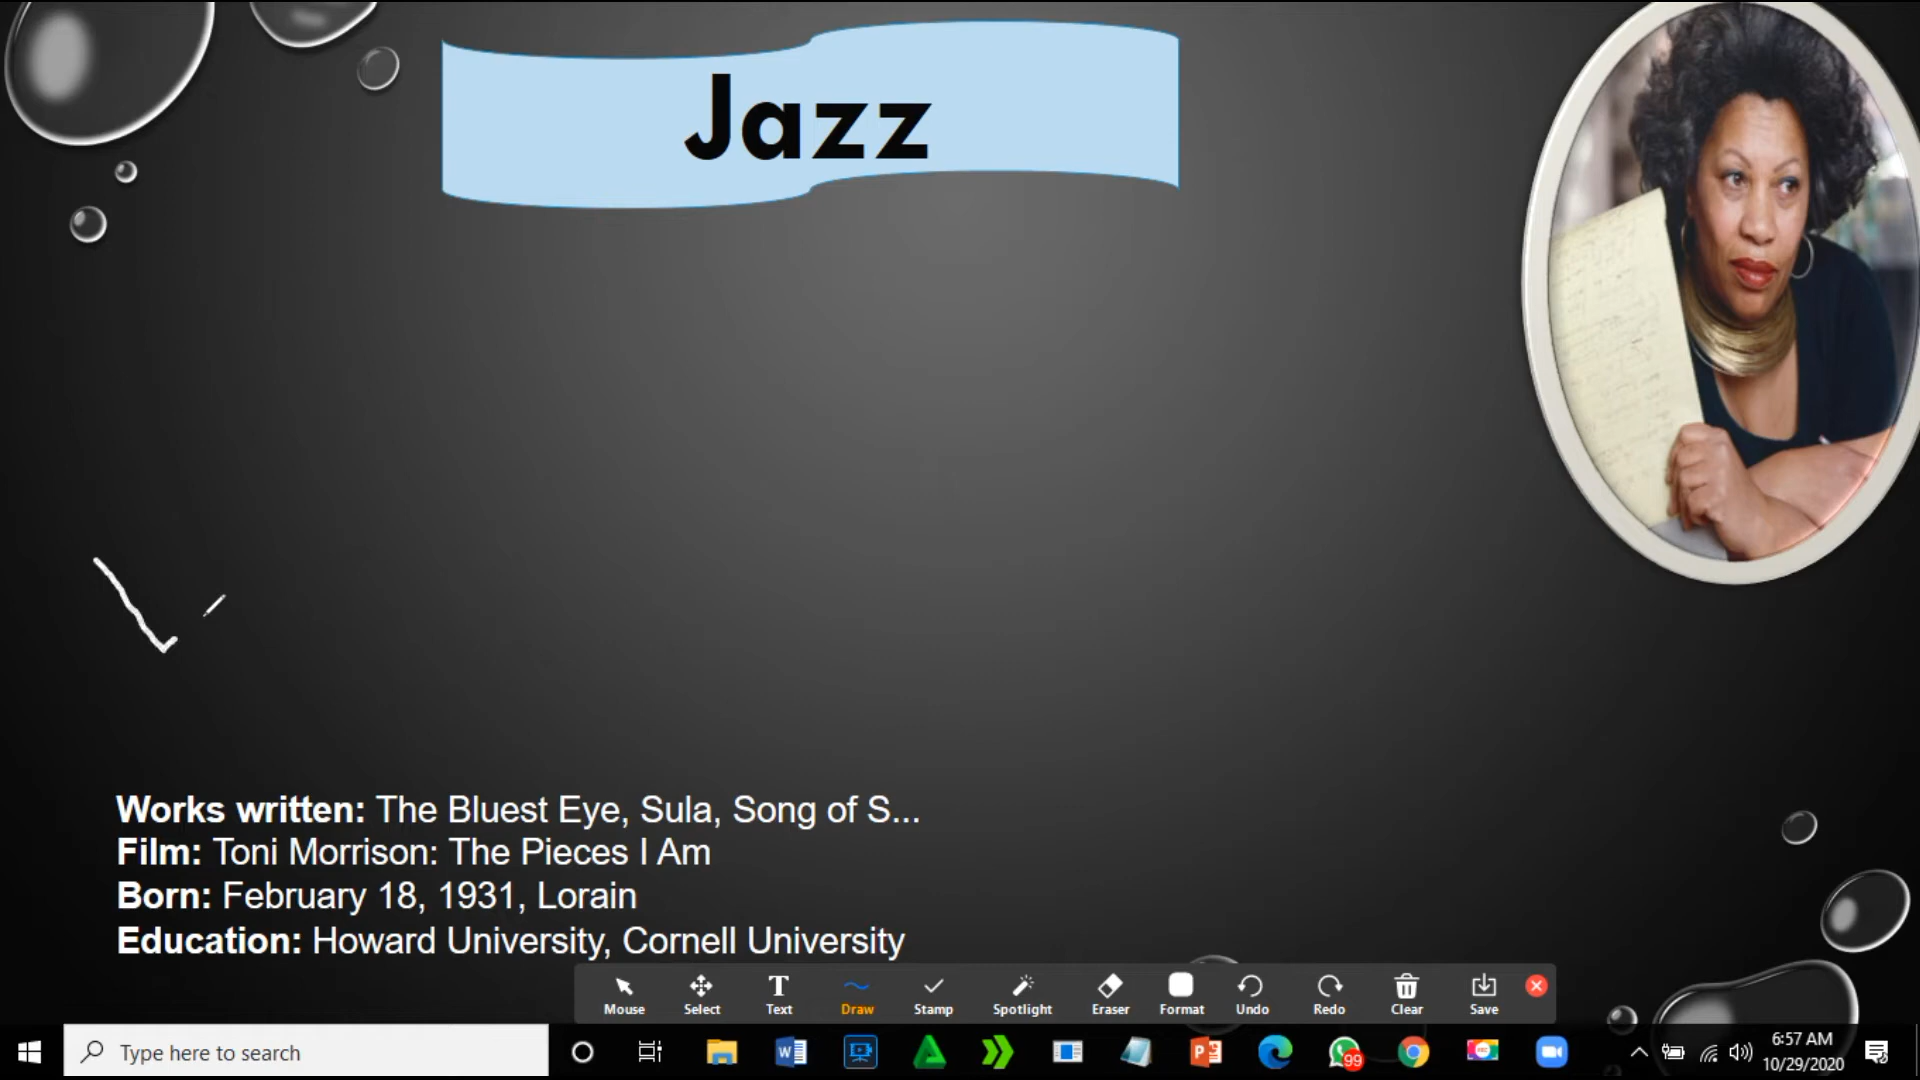 Jazz
Works written: The Bluest Eye, Sula, Song of S...
Film: Toni Morrison: The Pieces I Am
Born: February 18, 1931, Lorain
Education: Howard University, Cornell University
Mouse Select Text Draw Stamp Spotlight Eraser Format Undo Redo Clear Save
Type here to search
99
6:57 AM
10/29/2020